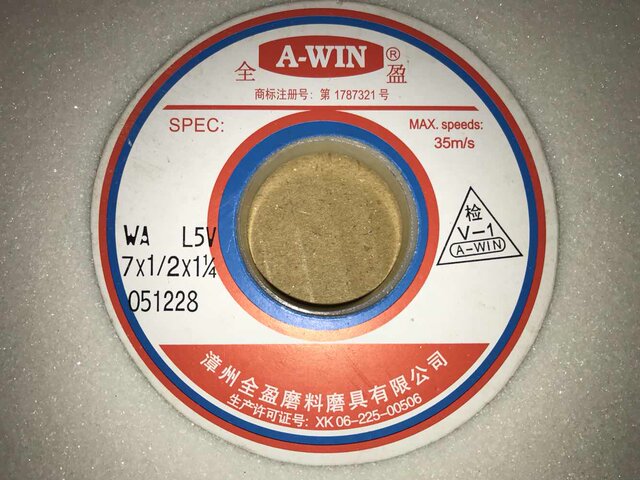 A-WIN ®
全 盈
商标注册号: 第 1787321 号
SPEC:
MAX. speeds:
35m/s
检
V-1
A-WIN
WA L5V
7x1/2x1¼
051228
漳州全盈磨料磨具有限公司
生产许可证号: XK 06-225-00506